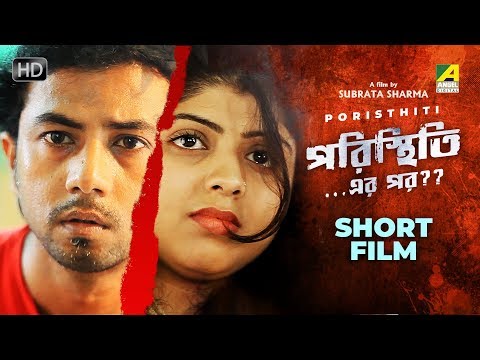 HD
ANGEL
DIGITAL
A film by
SUBRATA SHARMA
PORISTHITI
পরিস্থিতি
...এর পর??
SHORT
FILM